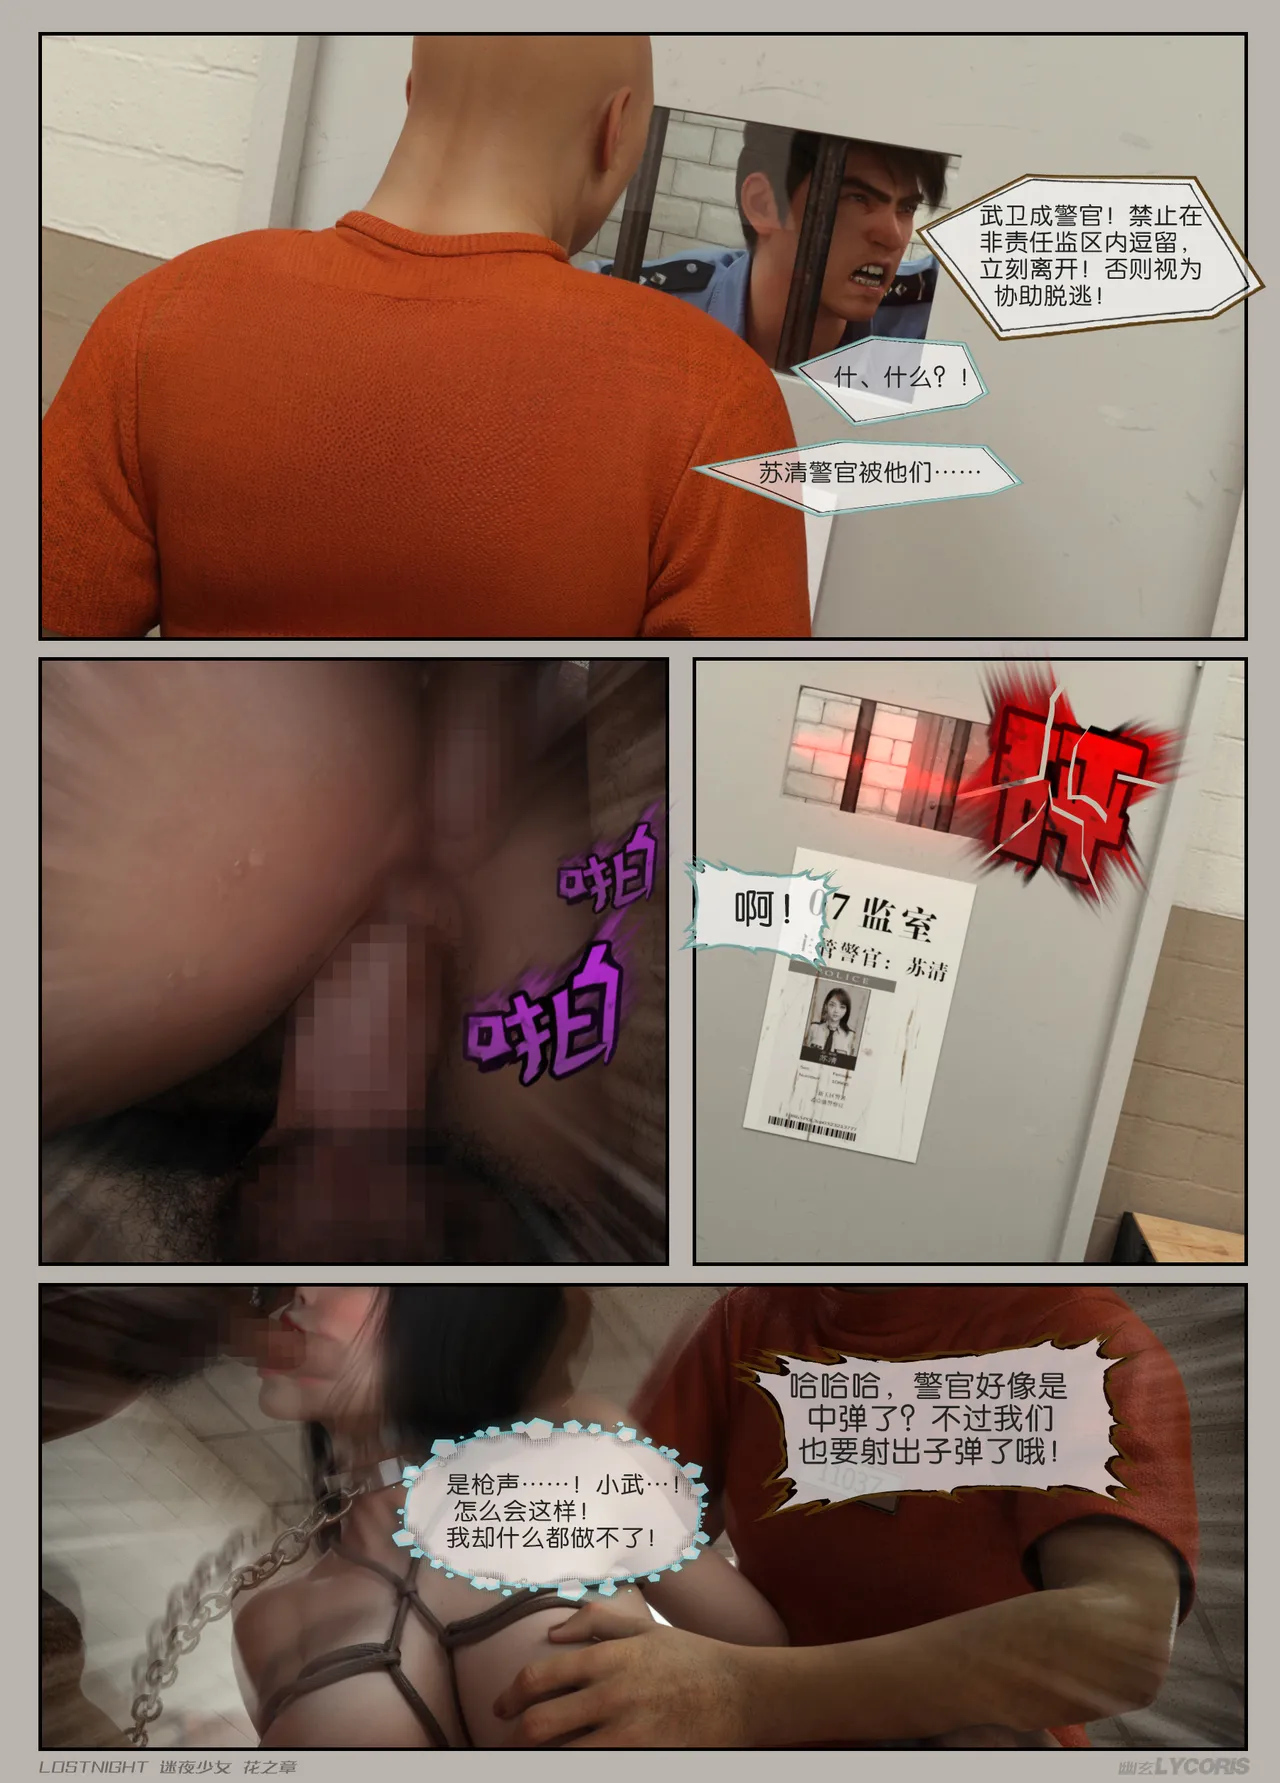 武卫成警官！禁止在
非责任监区内逗留，
立刻离开！否则视为
协助脱逃！
什、什么？！
苏清警官被他们……
啪
啪
砰
啊！
07 监室
主管警官：苏清
POLICE
苏清
哈哈哈，警官好像是
中弹了？不过我们
也要射出子弹了哦！
11037
是枪声……！小武…！
怎么会这样！
我却什么都做不了！
LOSTNIGHT 迷夜少女 花之章
幽玄LYCORIS